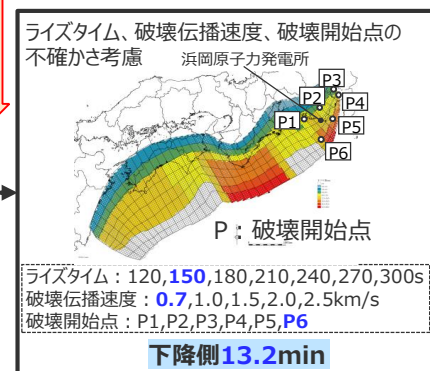 ライズタイム、破壊伝播速度、破壊開始点の
不確かさ考慮
浜岡原子力発電所
P3
P2
P4
P1
P5
P6
P：破壊開始点
ライズタイム：120,150,180,210,240,270,300s
破壊伝播速度：0.7,1.0,1.5,2.0,2.5km/s
破壊開始点：P1,P2,P3,P4,P5,P6
下降側13.2min